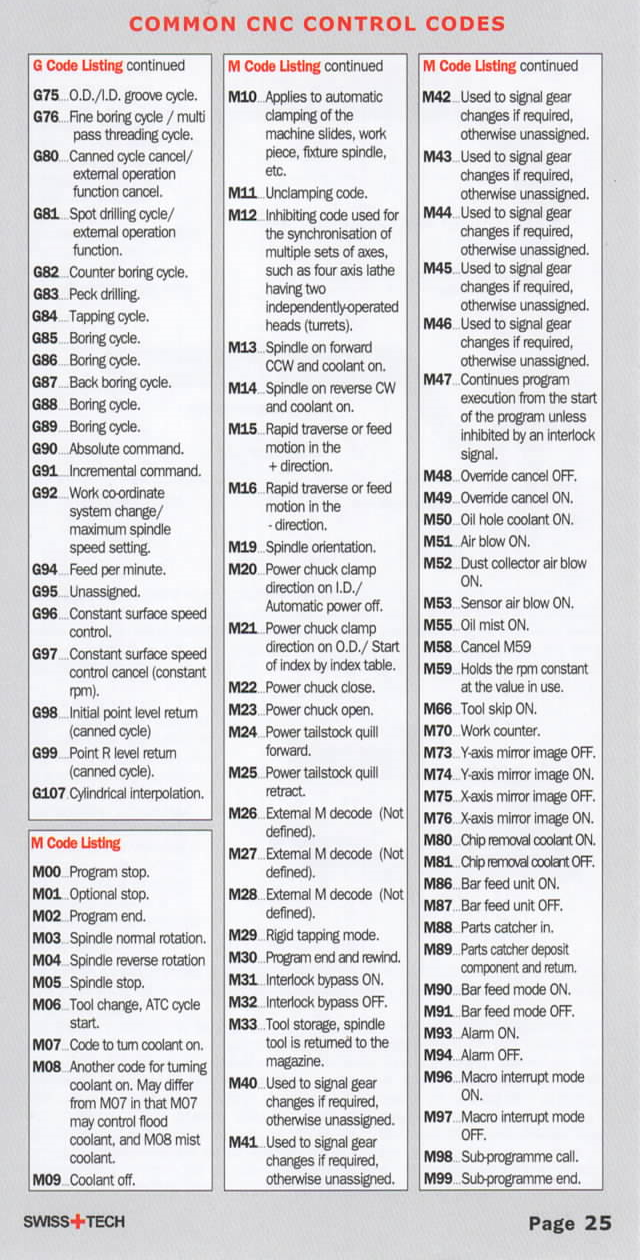 COMMON CNC CONTROL CODES
G Code Listing continued
G75...O.D./I.D. groove cycle.
G76...Fine boring cycle / multi
pass threading cycle.
G80...Canned cycle cancel/
external operation
function cancel.
G81...Spot drilling cycle/
external operation
function.
G82...Counter boring cycle.
G83...Peck drilling.
G84...Tapping cycle.
G85...Boring cycle.
G86...Boring cycle.
G87...Back boring cycle.
G88...Boring cycle.
G89...Boring cycle.
G90...Absolute command.
G91...Incremental command.
G92...Work co-ordinate
system change/
maximum spindle
speed setting.
G94...Feed per minute.
G95...Unassigned.
G96...Constant surface speed
control.
G97...Constant surface speed
control cancel (constant
rpm).
G98...Initial point level return
(canned cycle)
G99...Point R level return
(canned cycle).
G107.Cylindrical interpolation.
M Code Listing
M00...Program stop.
M01...Optional stop.
M02...Program end.
M03...Spindle normal rotation.
M04...Spindle reverse rotation
M05...Spindle stop.
M06...Tool change, ATC cycle
start.
M07...Code to turn coolant on.
M08...Another code for turning
coolant on. May differ
from M07 in that M07
may control flood
coolant, and M08 mist
coolant.
M09...Coolant off.
M Code Listing continued
M10...Applies to automatic
clamping of the
machine slides, work
piece, fixture spindle,
etc.
M11...Unclamping code.
M12...Inhibiting code used for
the synchronisation of
multiple sets of axes,
such as four axis lathe
having two
independently-operated
heads (turrets).
M13...Spindle on forward
CCW and coolant on.
M14...Spindle on reverse CW
and coolant on.
M15...Rapid traverse or feed
motion in the
+ direction.
M16...Rapid traverse or feed
motion in the
- direction.
M19...Spindle orientation.
M20...Power chuck clamp
direction on I.D./
Automatic power off.
M21...Power chuck clamp
direction on O.D./ Start
of index by index table.
M22...Power chuck close.
M23...Power chuck open.
M24...Power tailstock quill
forward.
M25...Power tailstock quill
retract.
M26...External M decode (Not
defined).
M27...External M decode (Not
defined).
M28...External M decode (Not
defined).
M29...Rigid tapping mode.
M30...Program end and rewind.
M31...Interlock bypass ON.
M32...Interlock bypass OFF.
M33...Tool storage, spindle
tool is returned to the
magazine.
M40...Used to signal gear
changes if required,
otherwise unassigned.
M41...Used to signal gear
changes if required,
otherwise unassigned.
M Code Listing continued
M42...Used to signal gear
changes if required,
otherwise unassigned.
M43...Used to signal gear
changes if required,
otherwise unassigned.
M44...Used to signal gear
changes if required,
otherwise unassigned.
M45...Used to signal gear
changes if required,
otherwise unassigned.
M46...Used to signal gear
changes if required,
otherwise unassigned.
M47...Continues program
execution from the start
of the program unless
inhibited by an interlock
signal.
M48...Override cancel OFF.
M49...Override cancel ON.
M50...Oil hole coolant ON.
M51...Air blow ON.
M52...Dust collector air blow
ON.
M53...Sensor air blow ON.
M55...Oil mist ON.
M58...Cancel M59
M59...Holds the rpm constant
at the value in use.
M66...Tool skip ON.
M70...Work counter.
M73...Y-axis mirror image OFF.
M74...Y-axis mirror image ON.
M75...X-axis mirror image OFF.
M76...X-axis mirror image ON.
M80...Chip removal coolant ON.
M81...Chip removal coolant OFF.
M86...Bar feed unit ON.
M87...Bar feed unit OFF.
M88...Parts catcher in.
M89...Parts catcher deposit
component and return.
M90...Bar feed mode ON.
M91...Bar feed mode OFF.
M93...Alarm ON.
M94...Alarm OFF.
M96...Macro interrupt mode
ON.
M97...Macro interrupt mode
OFF.
M98...Sub-programme call.
M99...Sub-programme end.
SWISS+TECH
Page 25